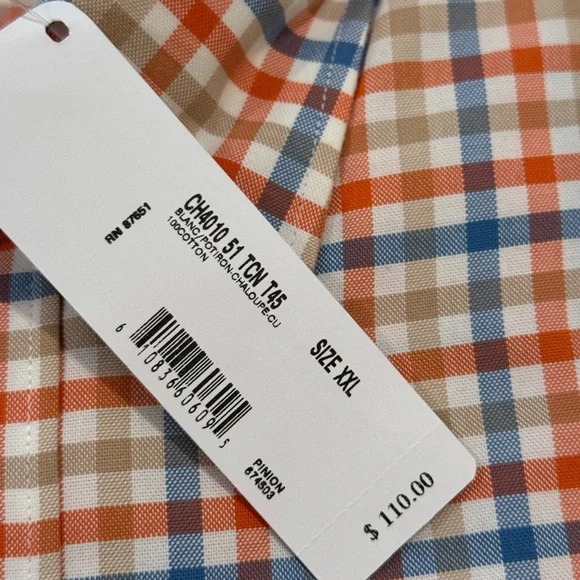 RN 87651
CH4010 51 TCN T45
BLANC/POTIRON-CHALOUPE-CU
100COTTON
SIZE XXL
6 10836 60609 5
PINION
674503
$ 110.00